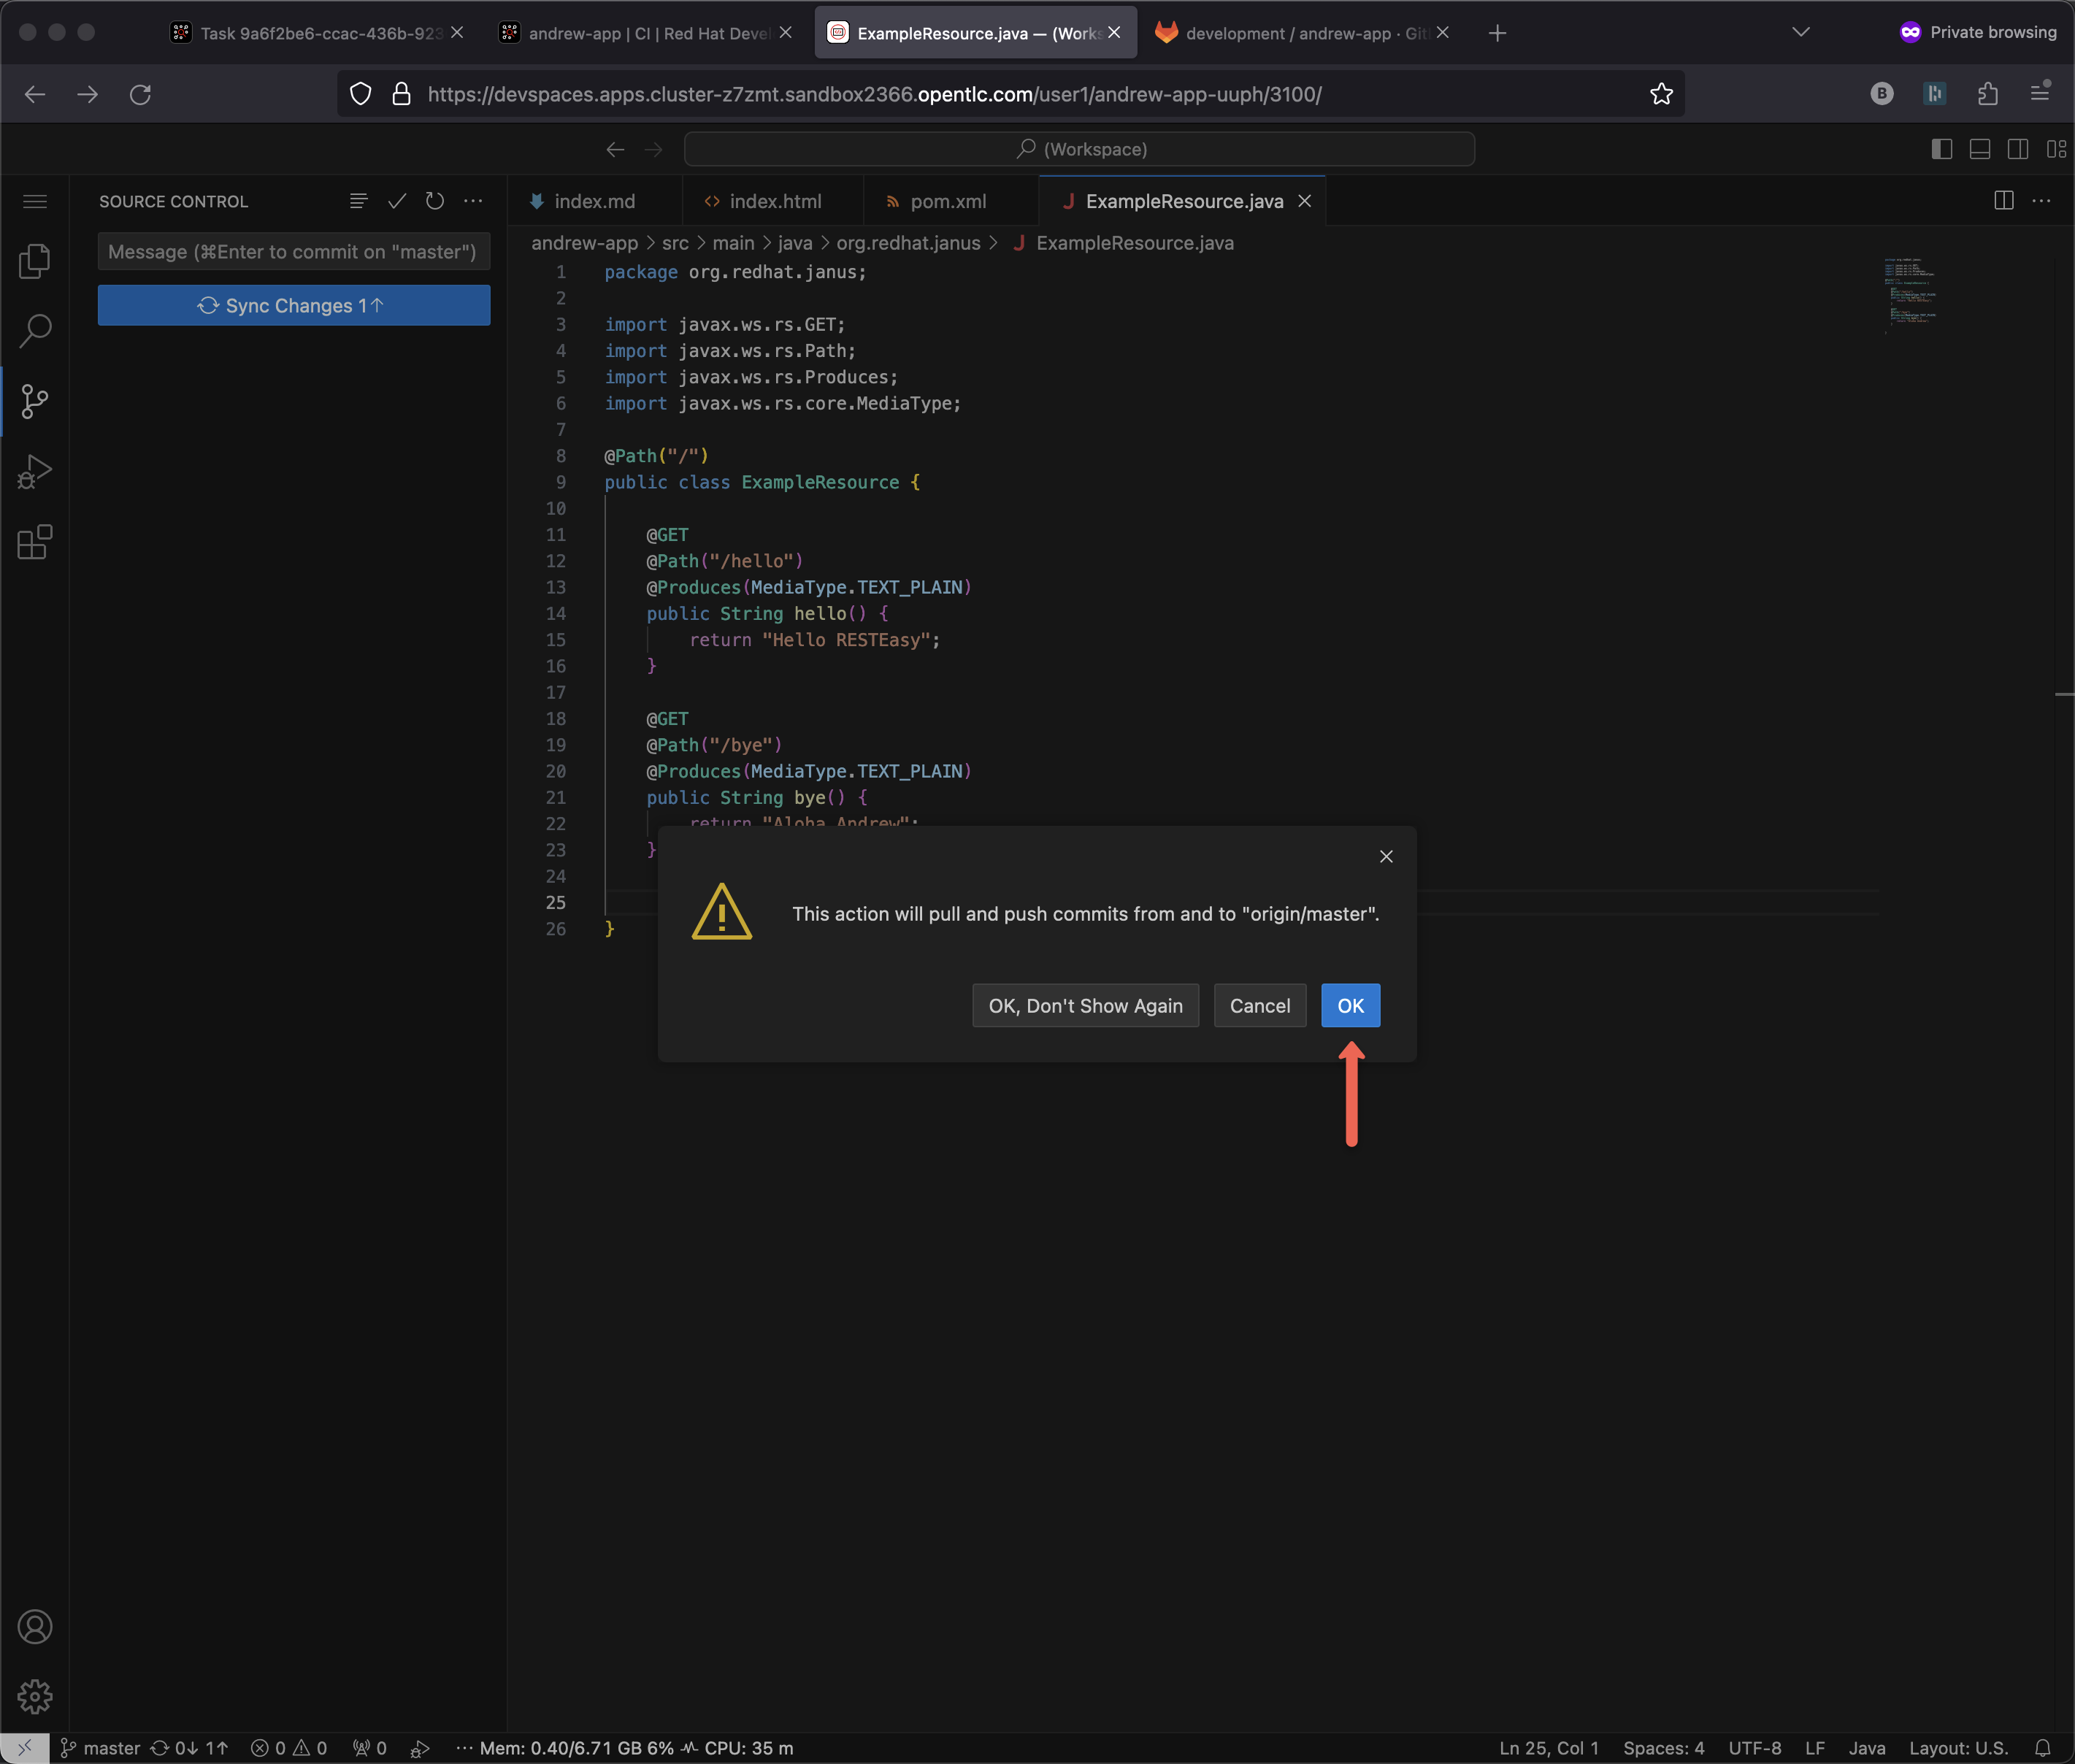 Task 9a6f2be6-ccac-436b-923
andrew-app | CI | Red Hat Devel
ExampleResource.java — (Works
development / andrew-app · Git
Private browsing
https://devspaces.apps.cluster-z7zmt.sandbox2366.opentlc.com/user1/andrew-app-uuph/3100/
B
(Workspace)
SOURCE CONTROL
Message (⌘Enter to commit on "master")
Sync Changes 1↑
index.md
index.html
pom.xml
J ExampleResource.java
andrew-app > src > main > java > org.redhat.janus > J ExampleResource.java
1 package org.redhat.janus;
2
3 import javax.ws.rs.GET;
4 import javax.ws.rs.Path;
5 import javax.ws.rs.Produces;
6 import javax.ws.rs.core.MediaType;
7
8 @Path("/")
9 public class ExampleResource {
10
11 @GET
12 @Path("/hello")
13 @Produces(MediaType.TEXT_PLAIN)
14 public String hello() {
15 return "Hello RESTEasy";
16 }
17
18 @GET
19 @Path("/bye")
20 @Produces(MediaType.TEXT_PLAIN)
21 public String bye() {
22 return "Aloha Andrew";
23 }
24
25
26 }
This action will pull and push commits from and to "origin/master".
OK, Don't Show Again
Cancel
OK
master 0↓ 1↑ 0 0 0 ··· Mem: 0.40/6.71 GB 6% CPU: 35 m
Ln 25, Col 1 Spaces: 4 UTF-8 LF Java Layout: U.S.